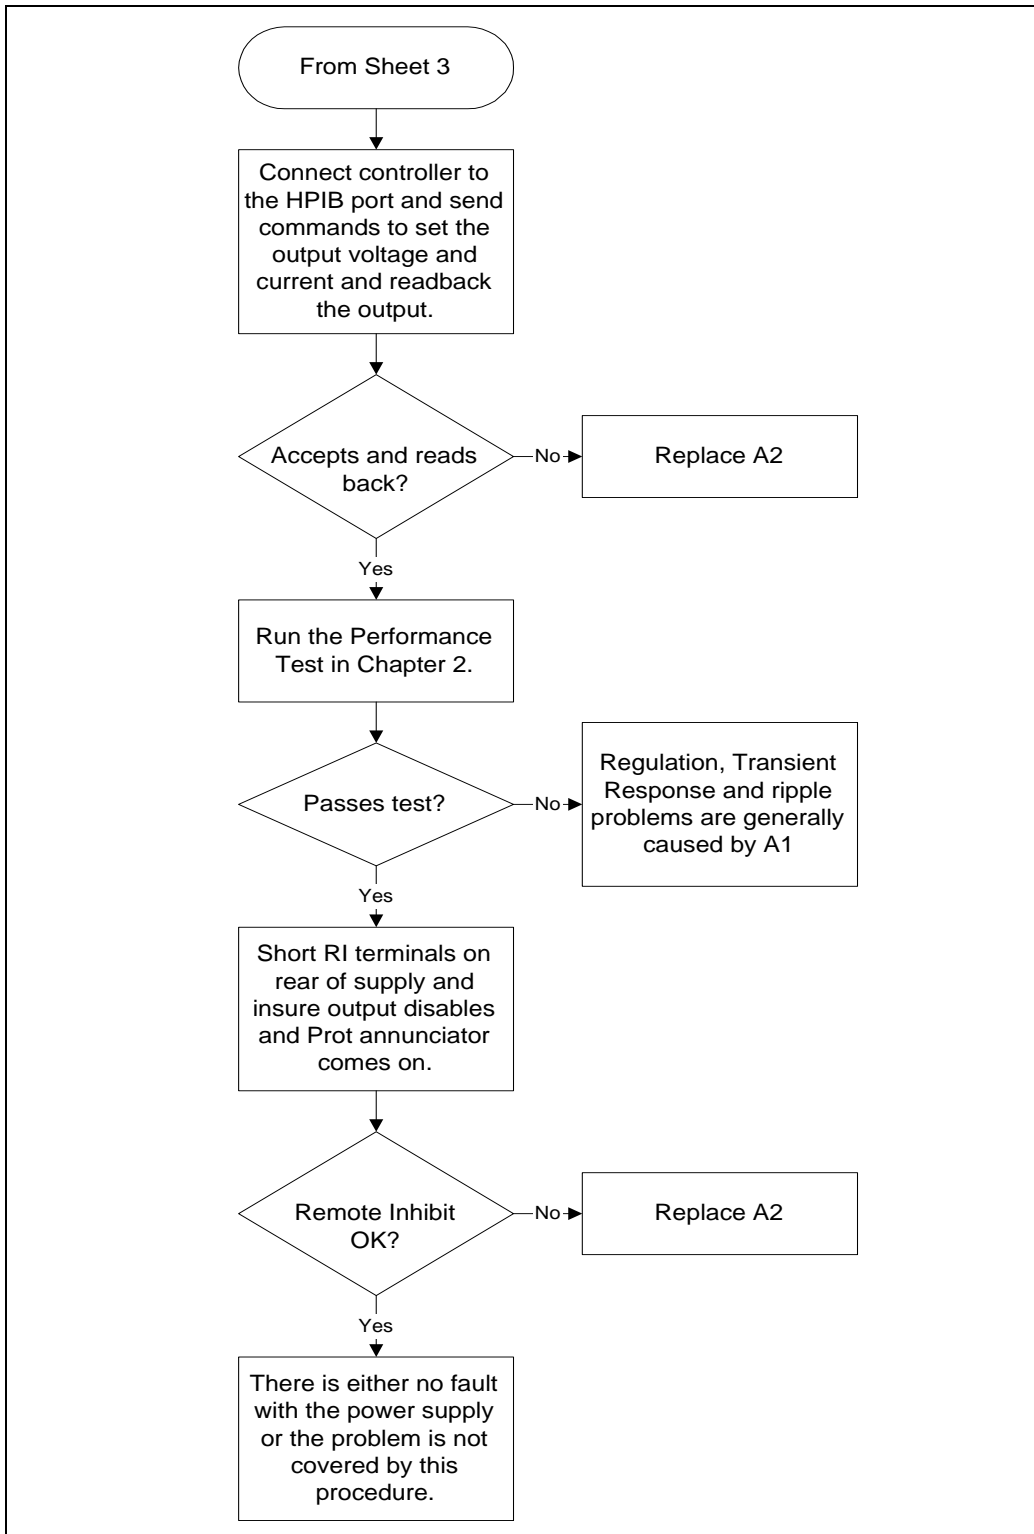 From Sheet 3
Connect controller to
the HPIB port and send
commands to set the
output voltage and
current and readback
the output.
Accepts and reads
back?
No
Replace A2
Yes
Run the Performance
Test in Chapter 2.
Passes test?
No
Regulation, Transient
Response and ripple
problems are generally
caused by A1
Yes
Short RI terminals on
rear of supply and
insure output disables
and Prot annunciator
comes on.
Remote Inhibit
OK?
No
Replace A2
Yes
There is either no fault
with the power supply
or the problem is not
covered by this
procedure.